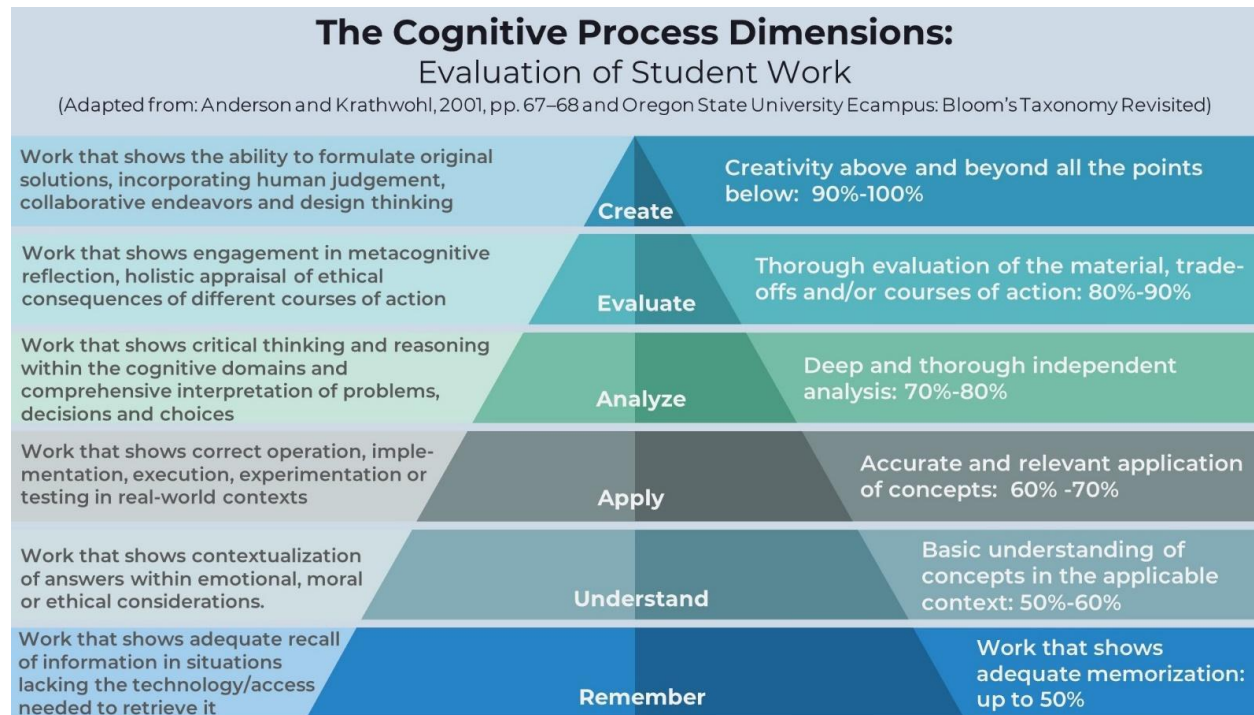 The Cognitive Process Dimensions:
Evaluation of Student Work
(Adapted from: Anderson and Krathwohl, 2001, pp. 67–68 and Oregon State University Ecampus: Bloom's Taxonomy Revisited)
Work that shows the ability to formulate original
solutions, incorporating human judgement,
collaborative endeavors and design thinking
Create
Creativity above and beyond all the points
below: 90%-100%
Work that shows engagement in metacognitive
reflection, holistic appraisal of ethical
consequences of different courses of action
Evaluate
Thorough evaluation of the material, trade-
offs and/or courses of action: 80%-90%
Work that shows critical thinking and reasoning
within the cognitive domains and
comprehensive interpretation of problems,
decisions and choices
Analyze
Deep and thorough independent
analysis: 70%-80%
Work that shows correct operation, imple-
mentation, execution, experimentation or
testing in real-world contexts
Apply
Accurate and relevant application
of concepts: 60% -70%
Work that shows contextualization
of answers within emotional, moral
or ethical considerations.
Understand
Basic understanding of
concepts in the applicable
context: 50%-60%
Work that shows adequate recall
of information in situations
lacking the technology/access
needed to retrieve it
Remember
Work that shows
adequate memorization:
up to 50%